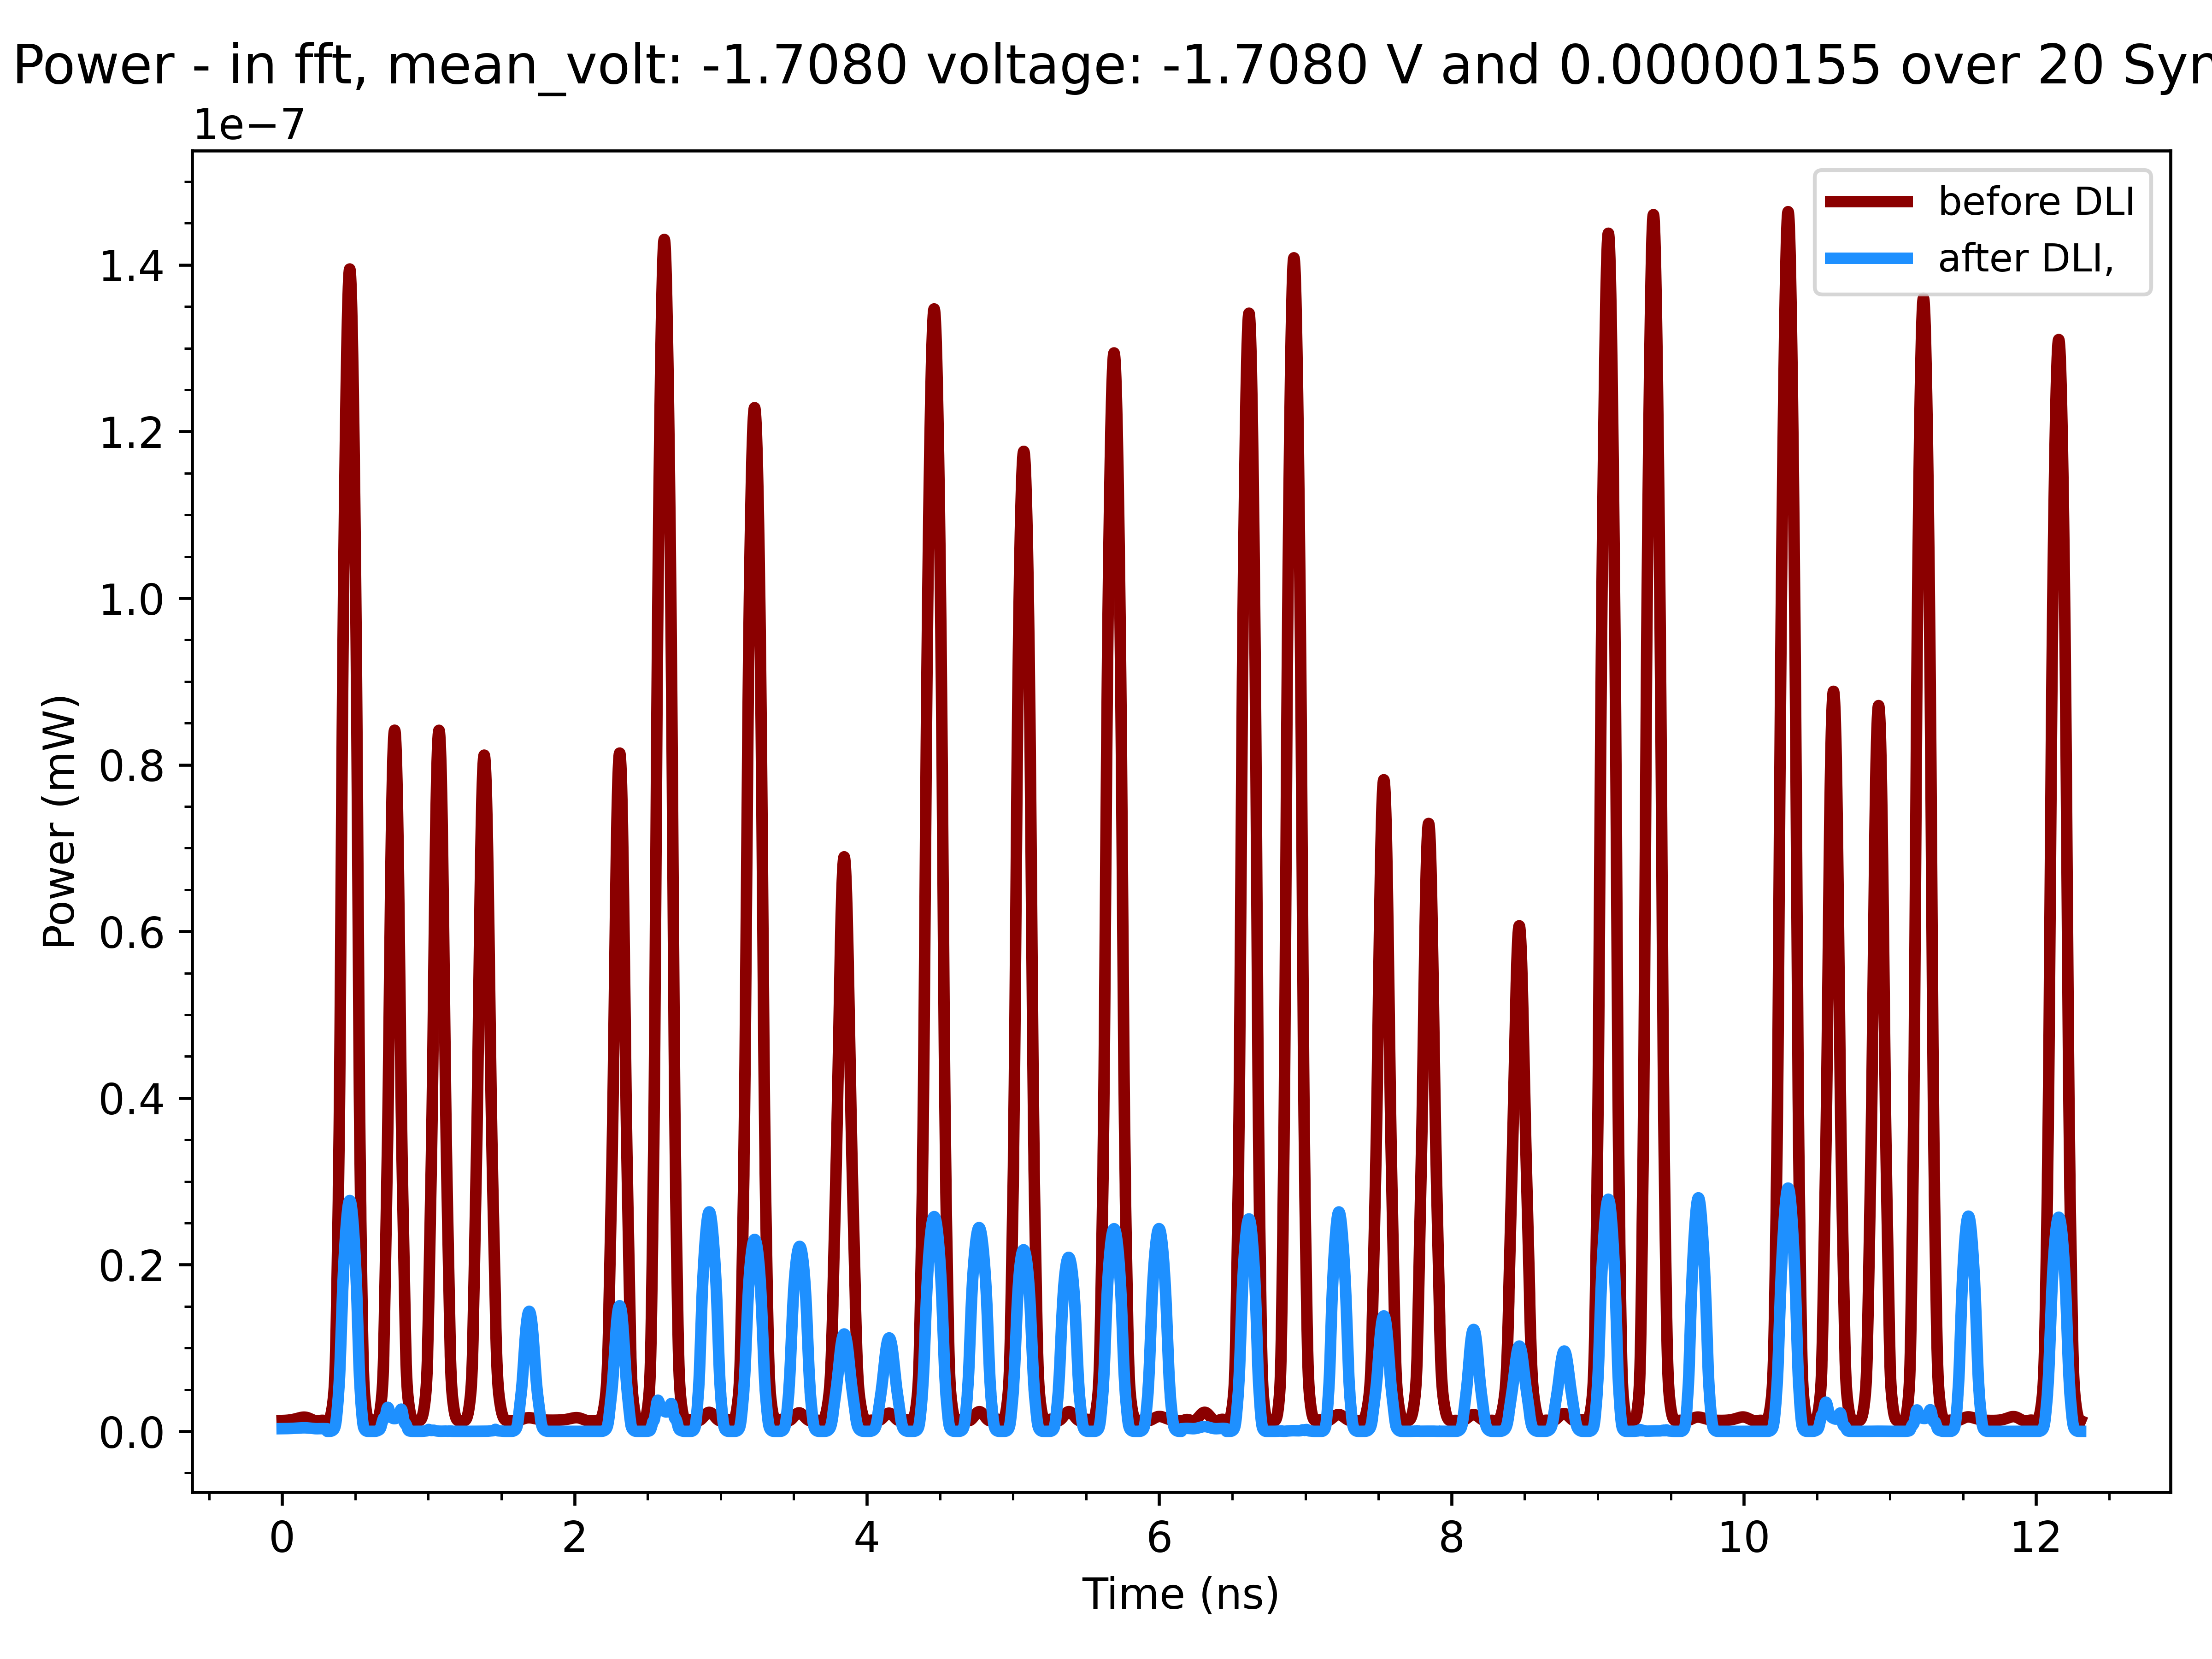 Power - in fft, mean_volt: -1.7080 voltage: -1.7080 V and 0.00000155 over 20
1e−7
before DLI
after DLI,
1.4
1.2
1.0
0.8
0.6
0.4
0.2
0.0
Power (mW)
0 2 4 6 8 10 12
Time (ns)